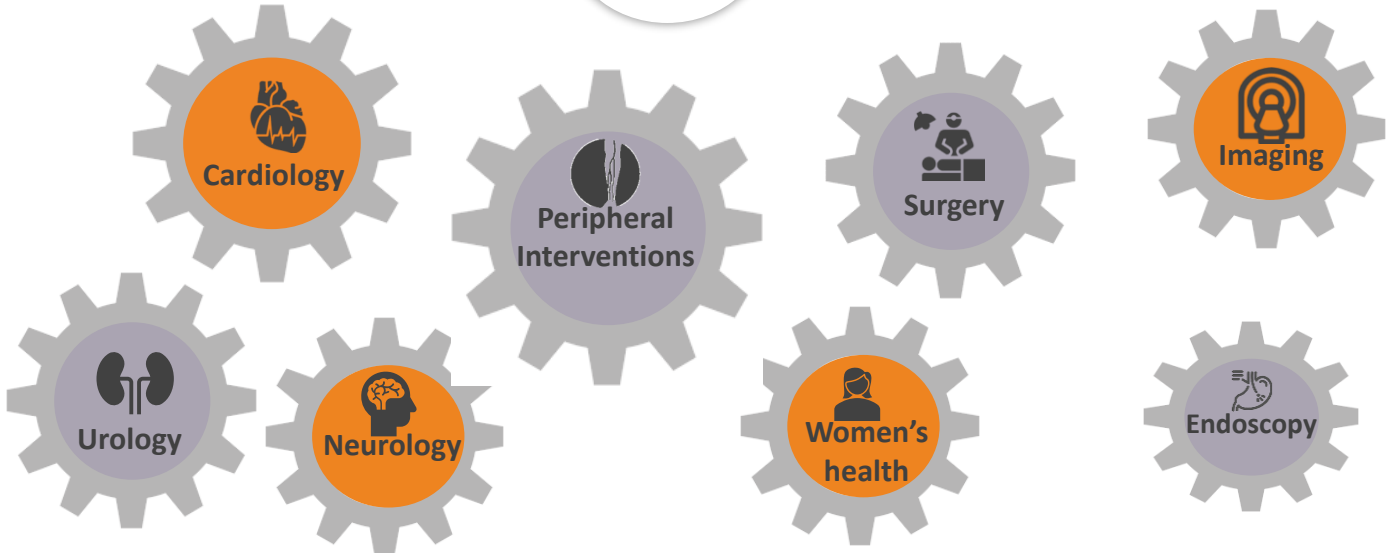 Cardiology
Peripheral
Interventions
Surgery
Imaging
Urology
Neurology
Women’s
health
Endoscopy